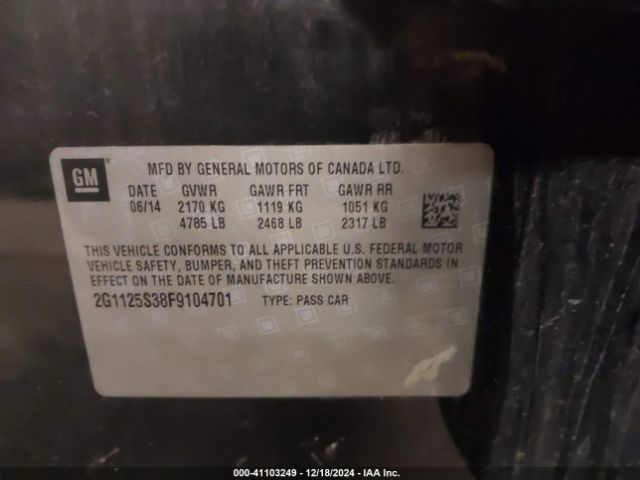 GM
MFD BY GENERAL MOTORS OF CANADA LTD.
DATE GVWR GAWR FRT GAWR RR
06/14 2170 KG 1119 KG 1051 KG
4785 LB 2468 LB 2317 LB
THIS VEHICLE CONFORMS TO ALL APPLICABLE U.S. FEDERAL MOTOR
VEHICLE SAFETY, BUMPER, AND THEFT PREVENTION STANDARDS IN
EFFECT ON THE DATE OF MANUFACTURE SHOWN ABOVE.
2G1125S38F9104701 TYPE: PASS CAR
000-41103249 - 12/18/2024 - IAA Inc.